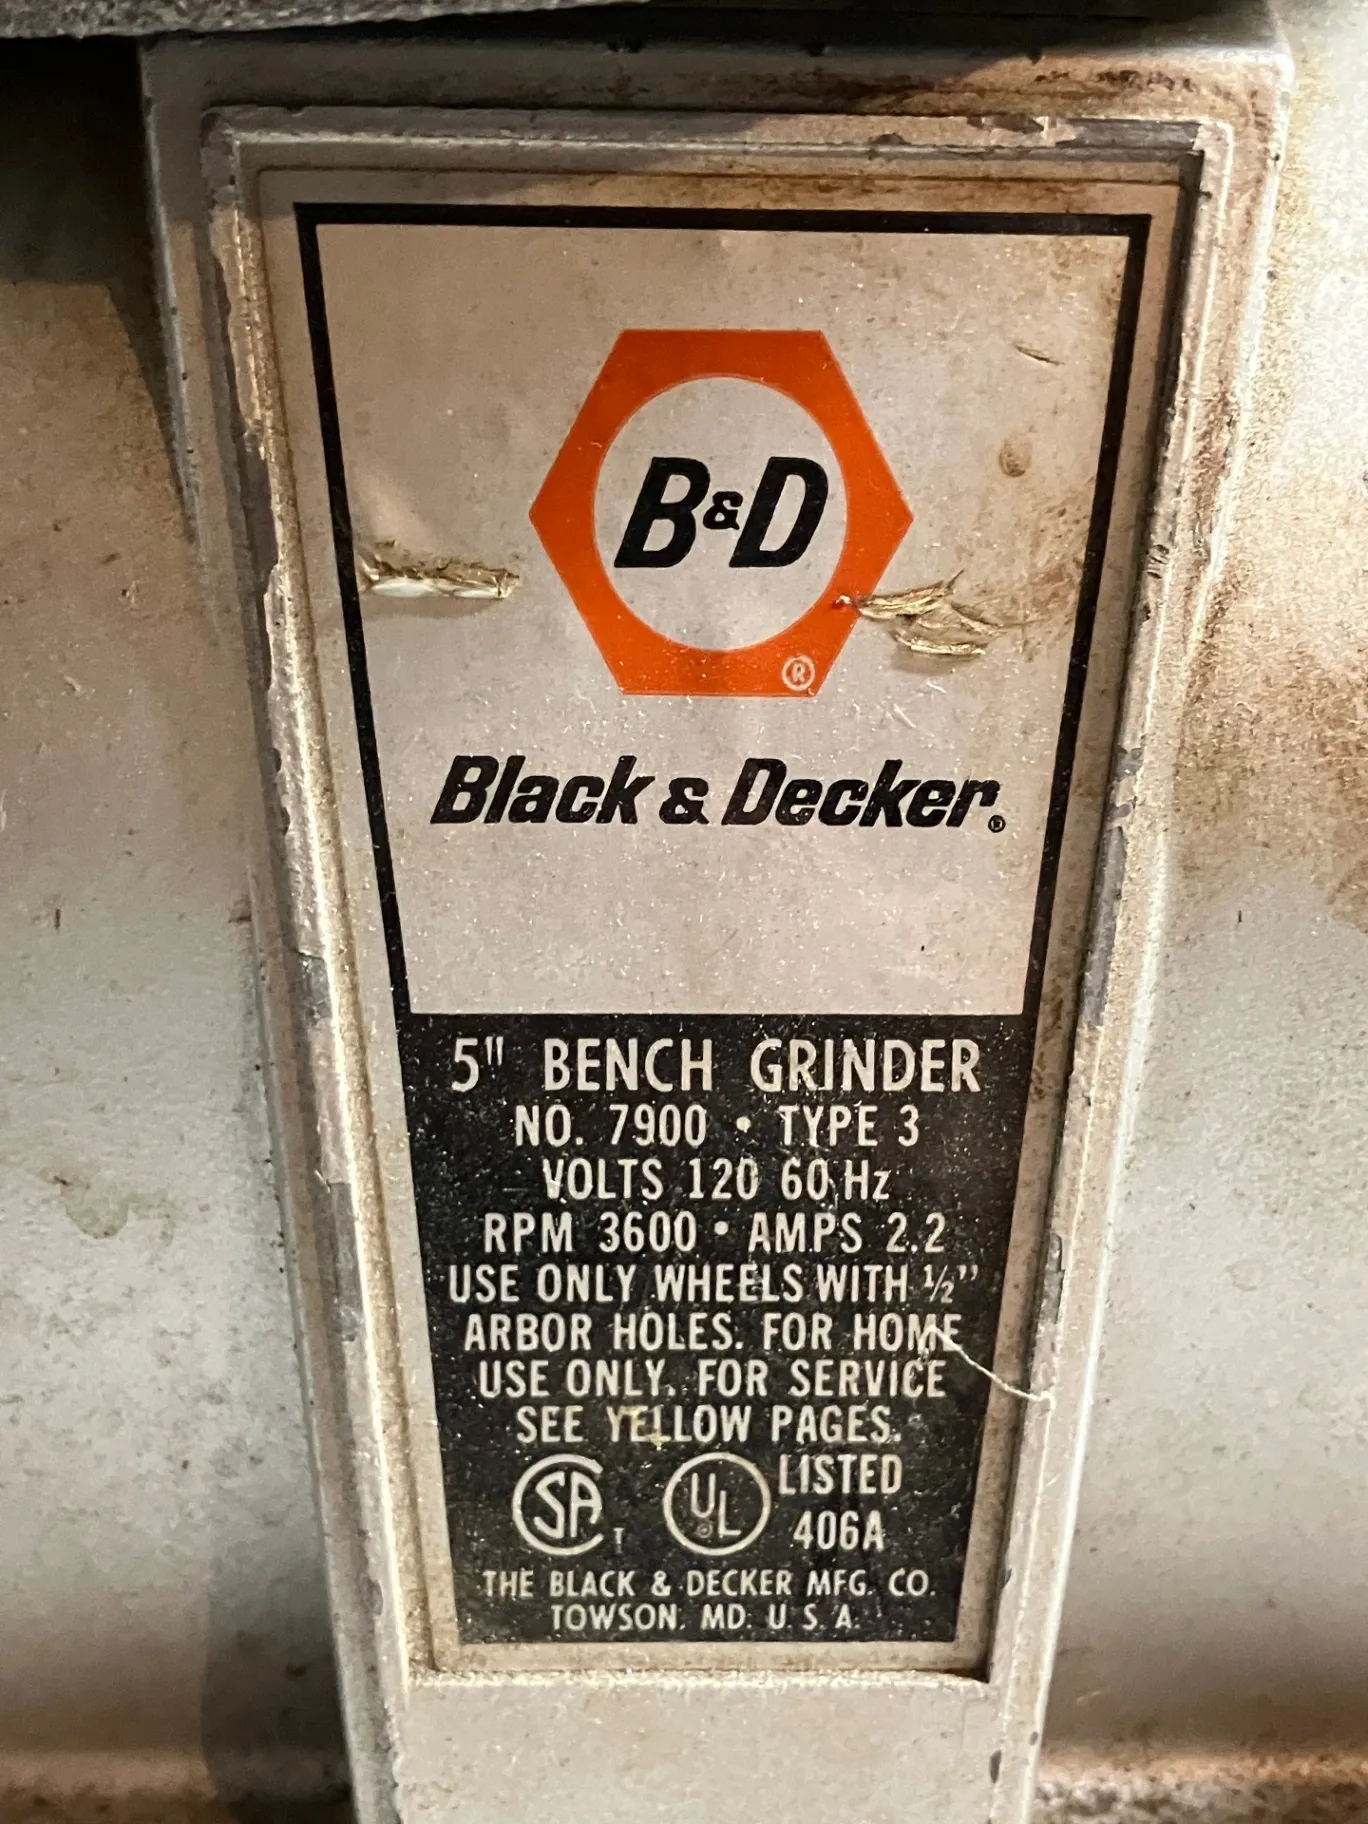 B&D
®
Black & Decker®
5" BENCH GRINDER
NO. 7900 • TYPE 3
VOLTS 120 60 Hz
RPM 3600 • AMPS 2.2
USE ONLY WHEELS WITH ½”
ARBOR HOLES. FOR HOME
USE ONLY. FOR SERVICE
SEE YELLOW PAGES.
SA T UL LISTED
406A
THE BLACK & DECKER MFG. CO.
TOWSON, MD. U.S.A.